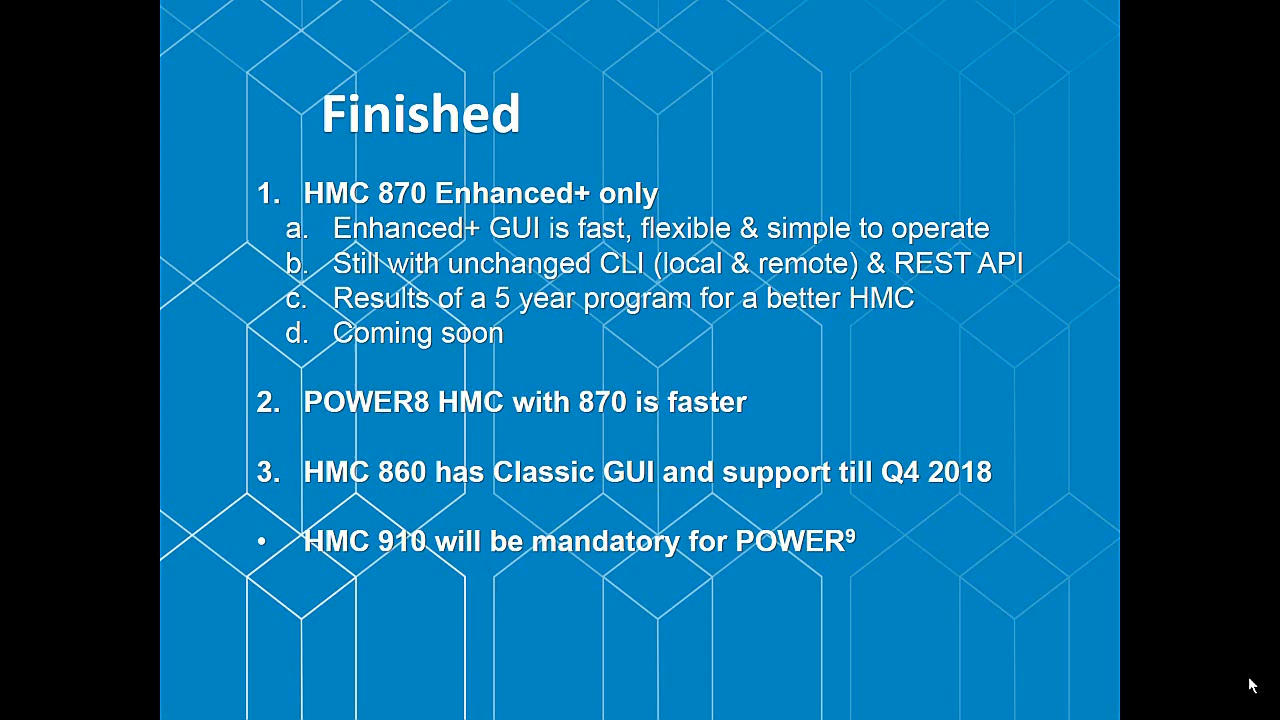 Finished
1. HMC 870 Enhanced+ only
a. Enhanced+ GUI is fast, flexible & simple to operate
b. Still with unchanged CLI (local & remote) & REST API
c. Results of a 5 year program for a better HMC
d. Coming soon
2. POWER8 HMC with 870 is faster
3. HMC 860 has Classic GUI and support till Q4 2018
• HMC 910 will be mandatory for POWER⁹